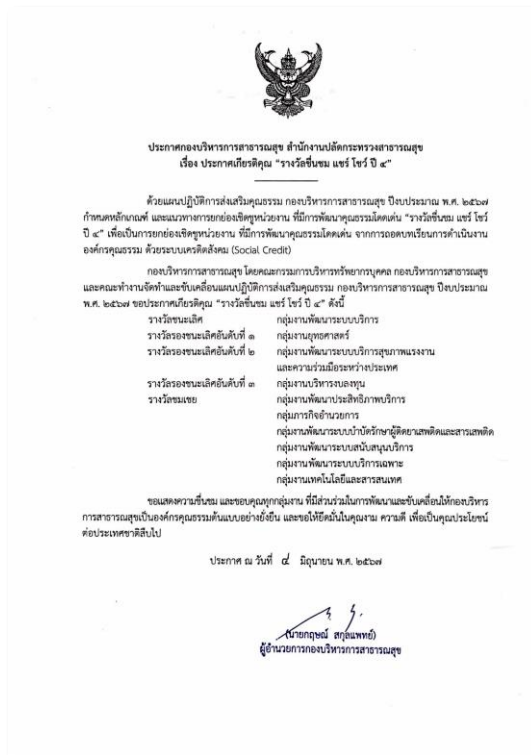 ประกาศกองบริหารการสาธารณสุข สำนักงานปลัดกระทรวงสาธารณสุข
เรื่อง ประกาศเกียรติคุณ “รางวัลชื่นชม แชร์ โชว์ ปี ๔”
ด้วยแผนปฏิบัติการส่งเสริมคุณธรรม กองบริหารการสาธารณสุข ปีงบประมาณ พ.ศ. ๒๕๖๗
กำหนดหลักเกณฑ์ และแนวทางการยกย่องเชิดชูหน่วยงาน ที่มีการพัฒนาคุณธรรมโดดเด่น “รางวัลชื่นชม แชร์ โชว์
ปี ๔” เพื่อเป็นการยกย่องเชิดชูหน่วยงาน ที่มีการพัฒนาคุณธรรมโดดเด่น จากการถอดบทเรียนการดำเนินงาน
องค์กรคุณธรรม ด้วยระบบเครดิตสังคม (Social Credit)
กองบริหารการสาธารณสุข โดยคณะกรรมการบริหารทรัพยากรบุคคล กองบริหารการสาธารณสุข
และคณะทำงานจัดทำและขับเคลื่อนแผนปฏิบัติการส่งเสริมคุณธรรม กองบริหารการสาธารณสุข ปีงบประมาณ
พ.ศ. ๒๕๖๗ ขอประกาศเกียรติคุณ “รางวัลชื่นชม แชร์ โชว์ ปี ๔” ดังนี้
รางวัลชนะเลิศ กลุ่มงานพัฒนาระบบบริการ
รางวัลรองชนะเลิศอันดับที่ ๑ กลุ่มงานยุทธศาสตร์
รางวัลรองชนะเลิศอันดับที่ ๒ กลุ่มงานพัฒนาระบบบริการสุขภาพแรงงาน
และความร่วมมือระหว่างประเทศ
รางวัลรองชนะเลิศอันดับที่ ๓ กลุ่มงานบริหารงบลงทุน
รางวัลชมเชย กลุ่มงานพัฒนาประสิทธิภาพบริการ
กลุ่มภารกิจอำนวยการ
กลุ่มงานพัฒนาระบบบำบัดรักษาผู้ติดยาเสพติดและสารเสพติด
กลุ่มงานพัฒนาระบบสนับสนุนบริการ
กลุ่มงานพัฒนาระบบบริการเฉพาะ
กลุ่มงานเทคโนโลยีและสารสนเทศ
ขอแสดงความชื่นชม และขอบคุณทุกกลุ่มงาน ที่มีส่วนร่วมในการพัฒนาและขับเคลื่อนให้กองบริหาร
การสาธารณสุขเป็นองค์กรคุณธรรมต้นแบบอย่างยั่งยืน และขอให้ยึดมั่นในคุณงาม ความดี เพื่อเป็นคุณประโยชน์
ต่อประเทศชาติสืบไป
ประกาศ ณ วันที่ ๔ มิถุนายน พ.ศ. ๒๕๖๗
(นายกฤษณ์ สกุลแพทย์)
ผู้อำนวยการกองบริหารการสาธารณสุข